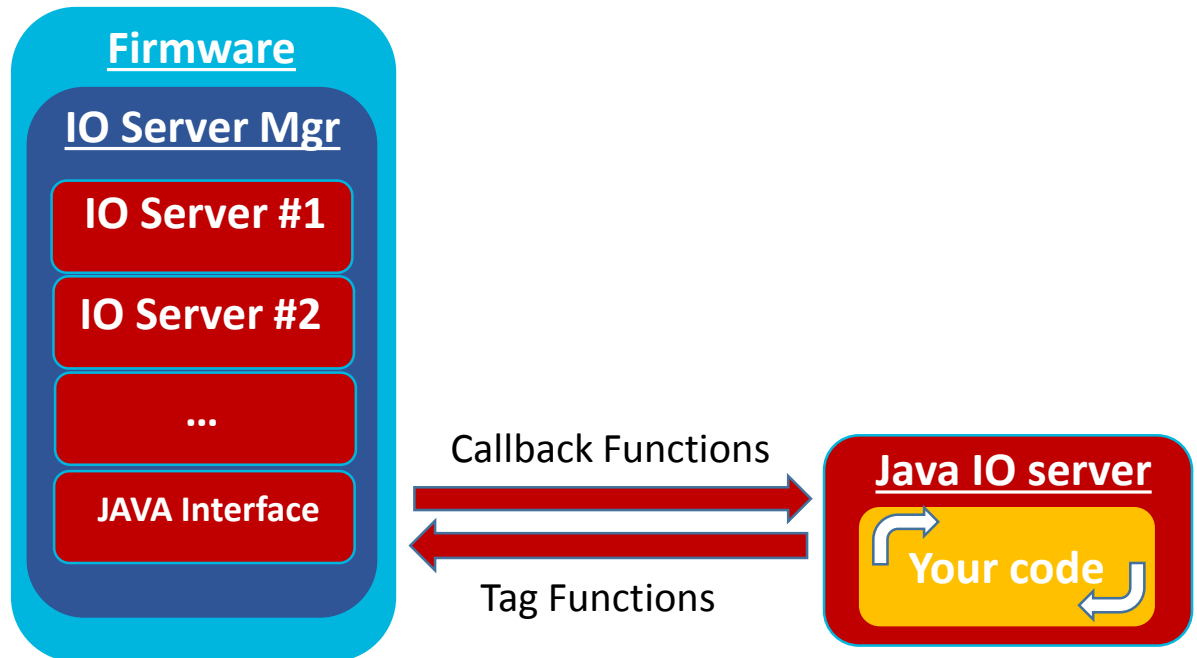 Firmware
IO Server Mgr
IO Server #1
IO Server #2
...
JAVA Interface
Callback Functions
Tag Functions
Java IO server
Your code